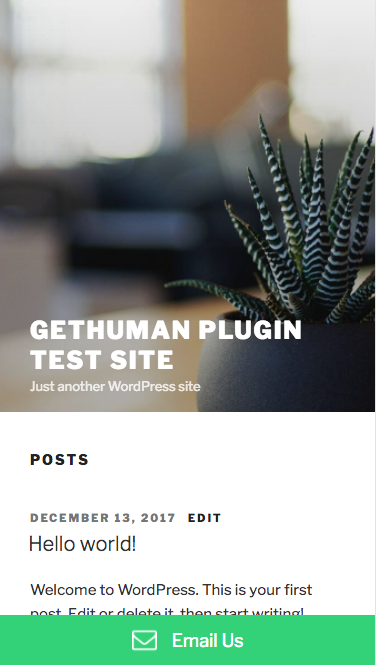 GETHUMAN PLUGIN
TEST SITE
Just another WordPress site
POSTS
DECEMBER 13, 2017 EDIT
Hello world!
Welcome to WordPress. This is your first
post. Edit or delete it, then start writing!
Email Us